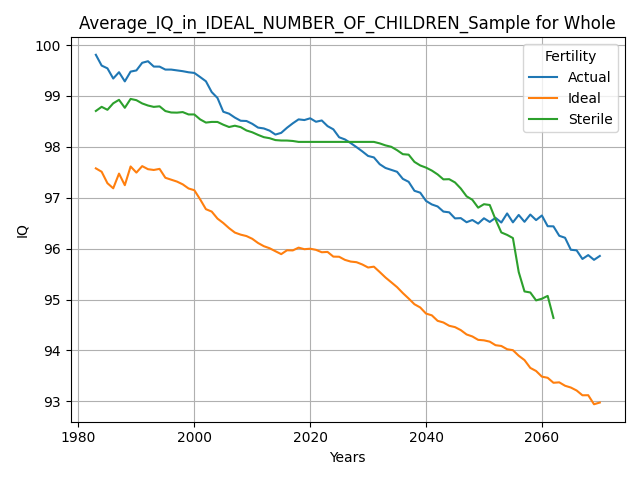 Average_IQ_in_IDEAL_NUMBER_OF_CHILDREN_Sample for Whole
100
99
98
97
96
95
94
93
IQ
Fertility
Actual
Ideal
Sterile
1980
2000
2020
2040
2060
Years